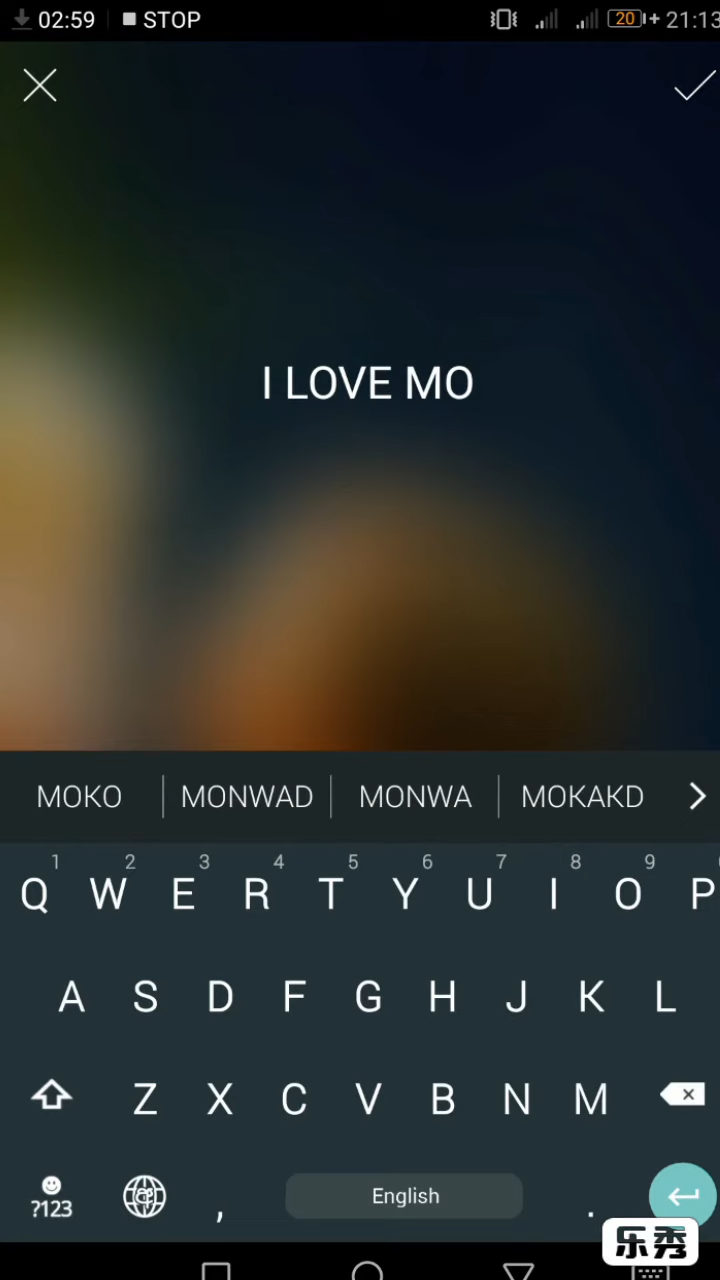 02:59 STOP 20 21:13
I LOVE MO
MOKO MONWAD MONWA MOKAKD
1 2 3 4 5 6 7 8 9
Q W E R T Y U I O P
A S D F G H J K L
Z X C V B N M
?123 , English .
乐秀